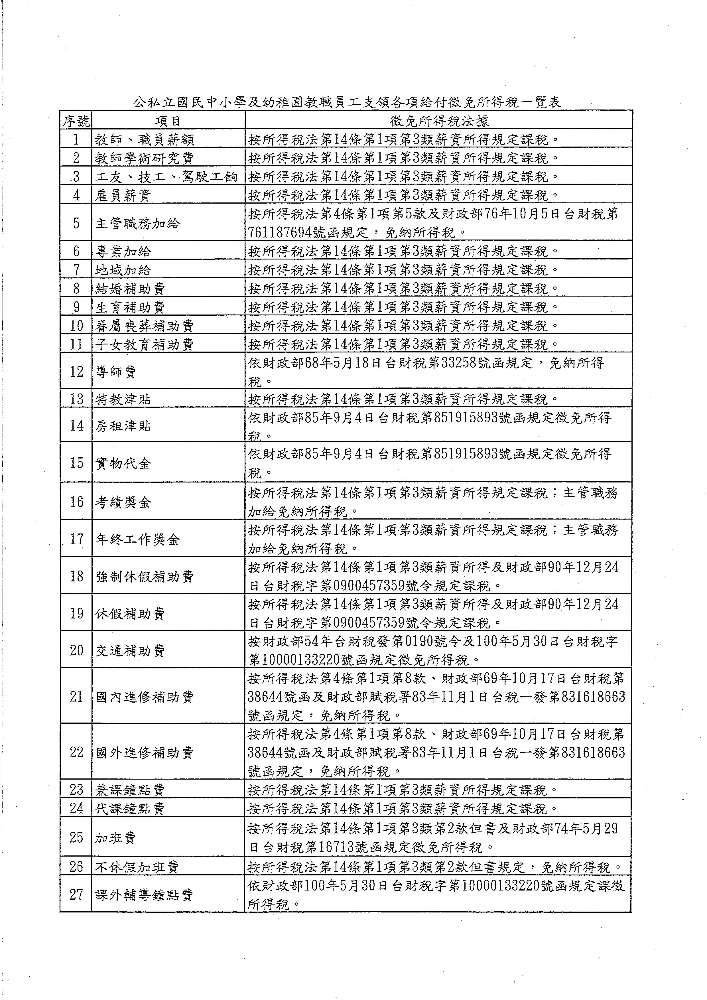 公私立國民中小學及幼稚園教職員工支領各項給付徵免所得稅一覽表
序號 項目 徵免所得稅法據
1 教師、職員薪額 按所得稅法第14條第1項第3類薪資所得規定課稅。
2 教師學術研究費 按所得稅法第14條第1項第3類薪資所得規定課稅。
3 工友、技工、駕駛工餉 按所得稅法第14條第1項第3類薪資所得規定課稅。
4 雇員薪資 按所得稅法第14條第1項第3類薪資所得規定課稅。
5 主管職務加給 按所得稅法第4條第1項第5款及財政部76年10月5日台財稅第
761187694號函規定，免納所得稅。
6 專業加給 按所得稅法第14條第1項第3類薪資所得規定課稅。
7 地域加給 按所得稅法第14條第1項第3類薪資所得規定課稅。
8 結婚補助費 按所得稅法第14條第1項第3類薪資所得規定課稅。
9 生育補助費 按所得稅法第14條第1項第3類薪資所得規定課稅。
10 眷屬喪葬補助費 按所得稅法第14條第1項第3類薪資所得規定課稅。
11 子女教育補助費 按所得稅法第14條第1項第3類薪資所得規定課稅。
12 導師費 依財政部68年5月18日台財稅第33258號函規定，免納所得
稅。
13 特教津貼 按所得稅法第14條第1項第3類薪資所得規定課稅。
14 房租津貼 依財政部85年9月4日台財稅第851915893號函規定徵免所得
稅。
15 實物代金 依財政部85年9月4日台財稅第851915893號函規定徵免所得
稅。
16 考績獎金 按所得稅法第14條第1項第3類薪資所得規定課稅；主管職務
加給免納所得稅。
17 年終工作獎金 按所得稅法第14條第1項第3類薪資所得規定課稅；主管職務
加給免納所得稅。
18 強制休假補助費 按所得稅法第14條第1項第3類薪資所得及財政部90年12月24
日台財稅字第0900457359號令規定課稅。
19 休假補助費 按所得稅法第14條第1項第3類薪資所得及財政部90年12月24
日台財稅字第0900457359號令規定課稅。
20 交通補助費 按財政部54年台財稅發第0190號令及100年5月30日台財稅字
第10000133220號函規定徵免所得稅。
21 國內進修補助費 按所得稅法第4條第1項第8款、財政部69年10月17日台財稅第
38644號函及財政部賦稅署83年11月1日台稅一發第831618663
號函規定，免納所得稅。
22 國外進修補助費 按所得稅法第4條第1項第8款、財政部69年10月17日台財稅第
38644號函及財政部賦稅署83年11月1日台稅一發第831618663
號函規定，免納所得稅。
23 兼課鐘點費 按所得稅法第14條第1項第3類薪資所得規定課稅。
24 代課鐘點費 按所得稅法第14條第1項第3類薪資所得規定課稅。
25 加班費 按所得稅法第14條第1項第3類第2款但書及財政部74年5月29
日台財稅第16713號函規定徵免所得稅。
26 不休假加班費 按所得稅法第14條第1項第3類第2款但書規定，免納所得稅。
27 課外輔導鐘點費 依財政部100年5月30日台財稅字第10000133220號函規定課徵
所得稅。